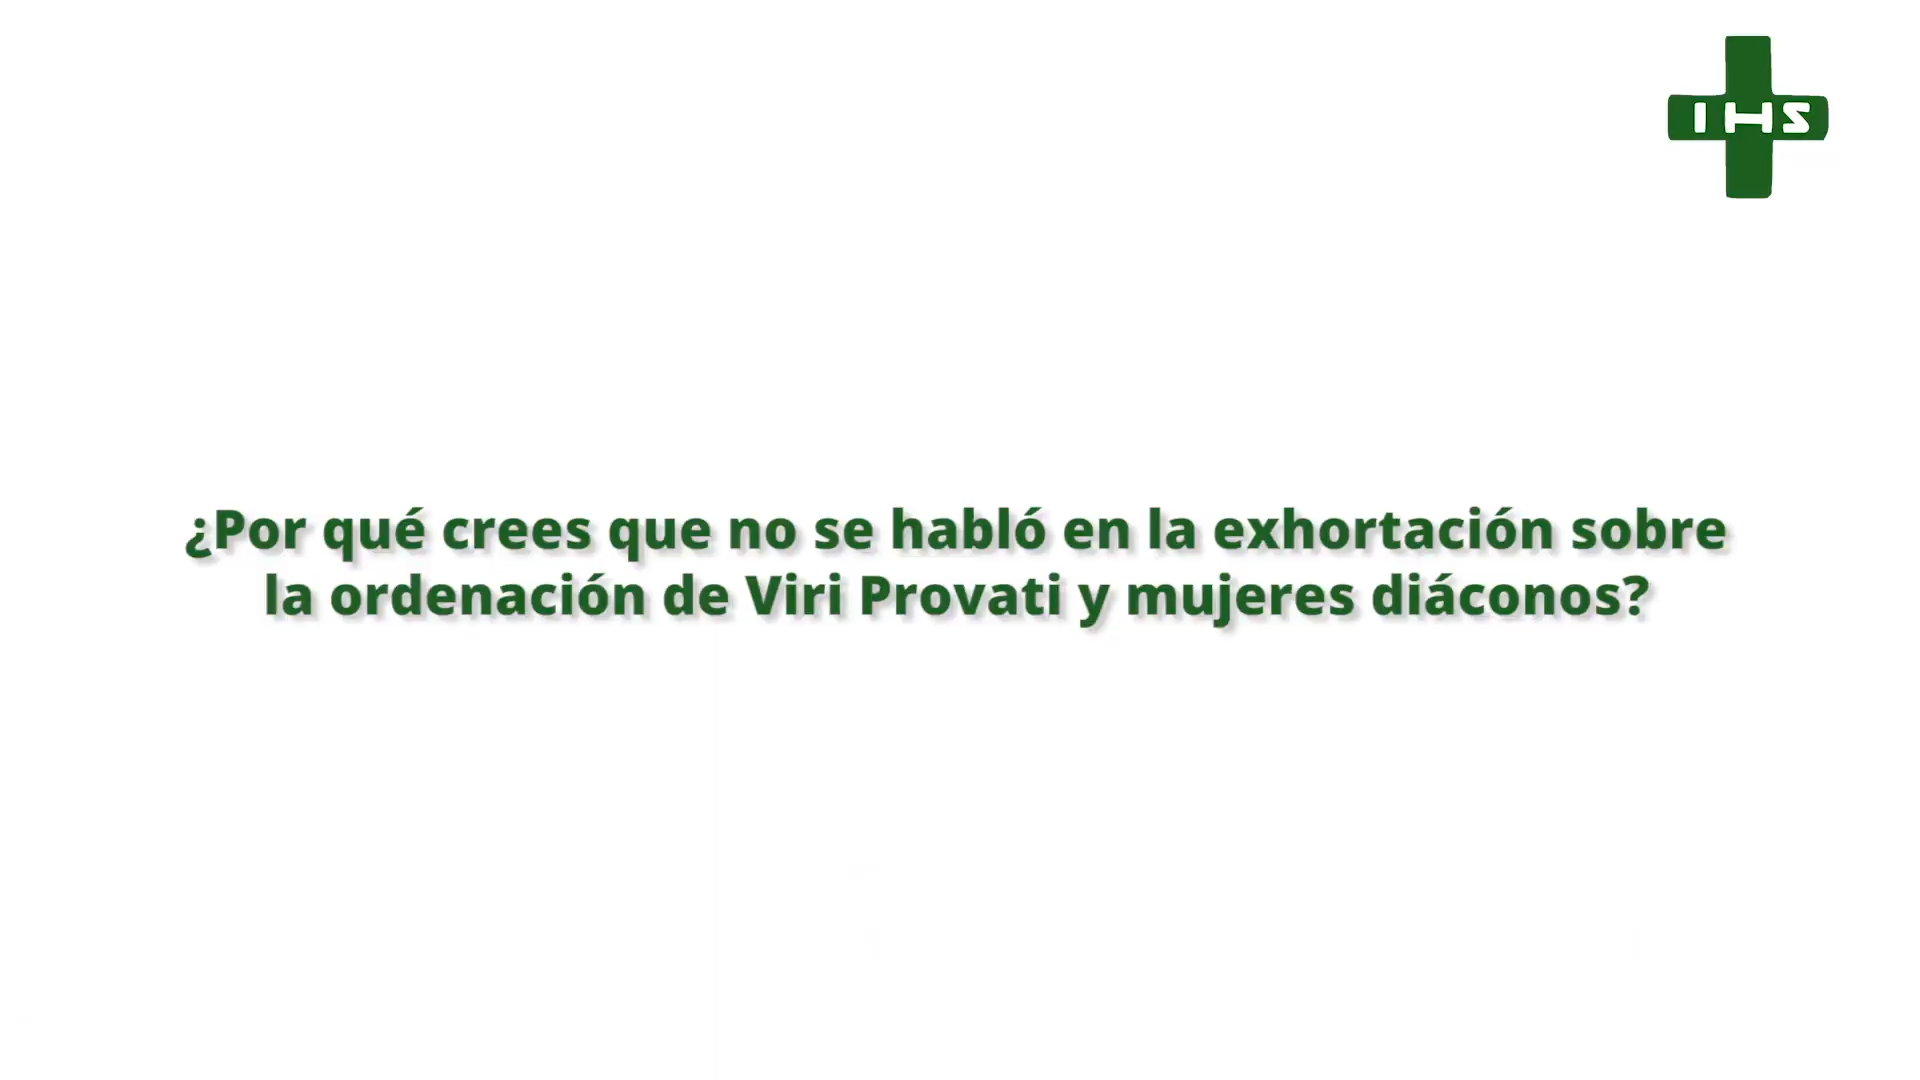 IHS
¿Por qué crees que no se habló en la exhortación sobre
la ordenación de Viri Provati y mujeres diáconos?